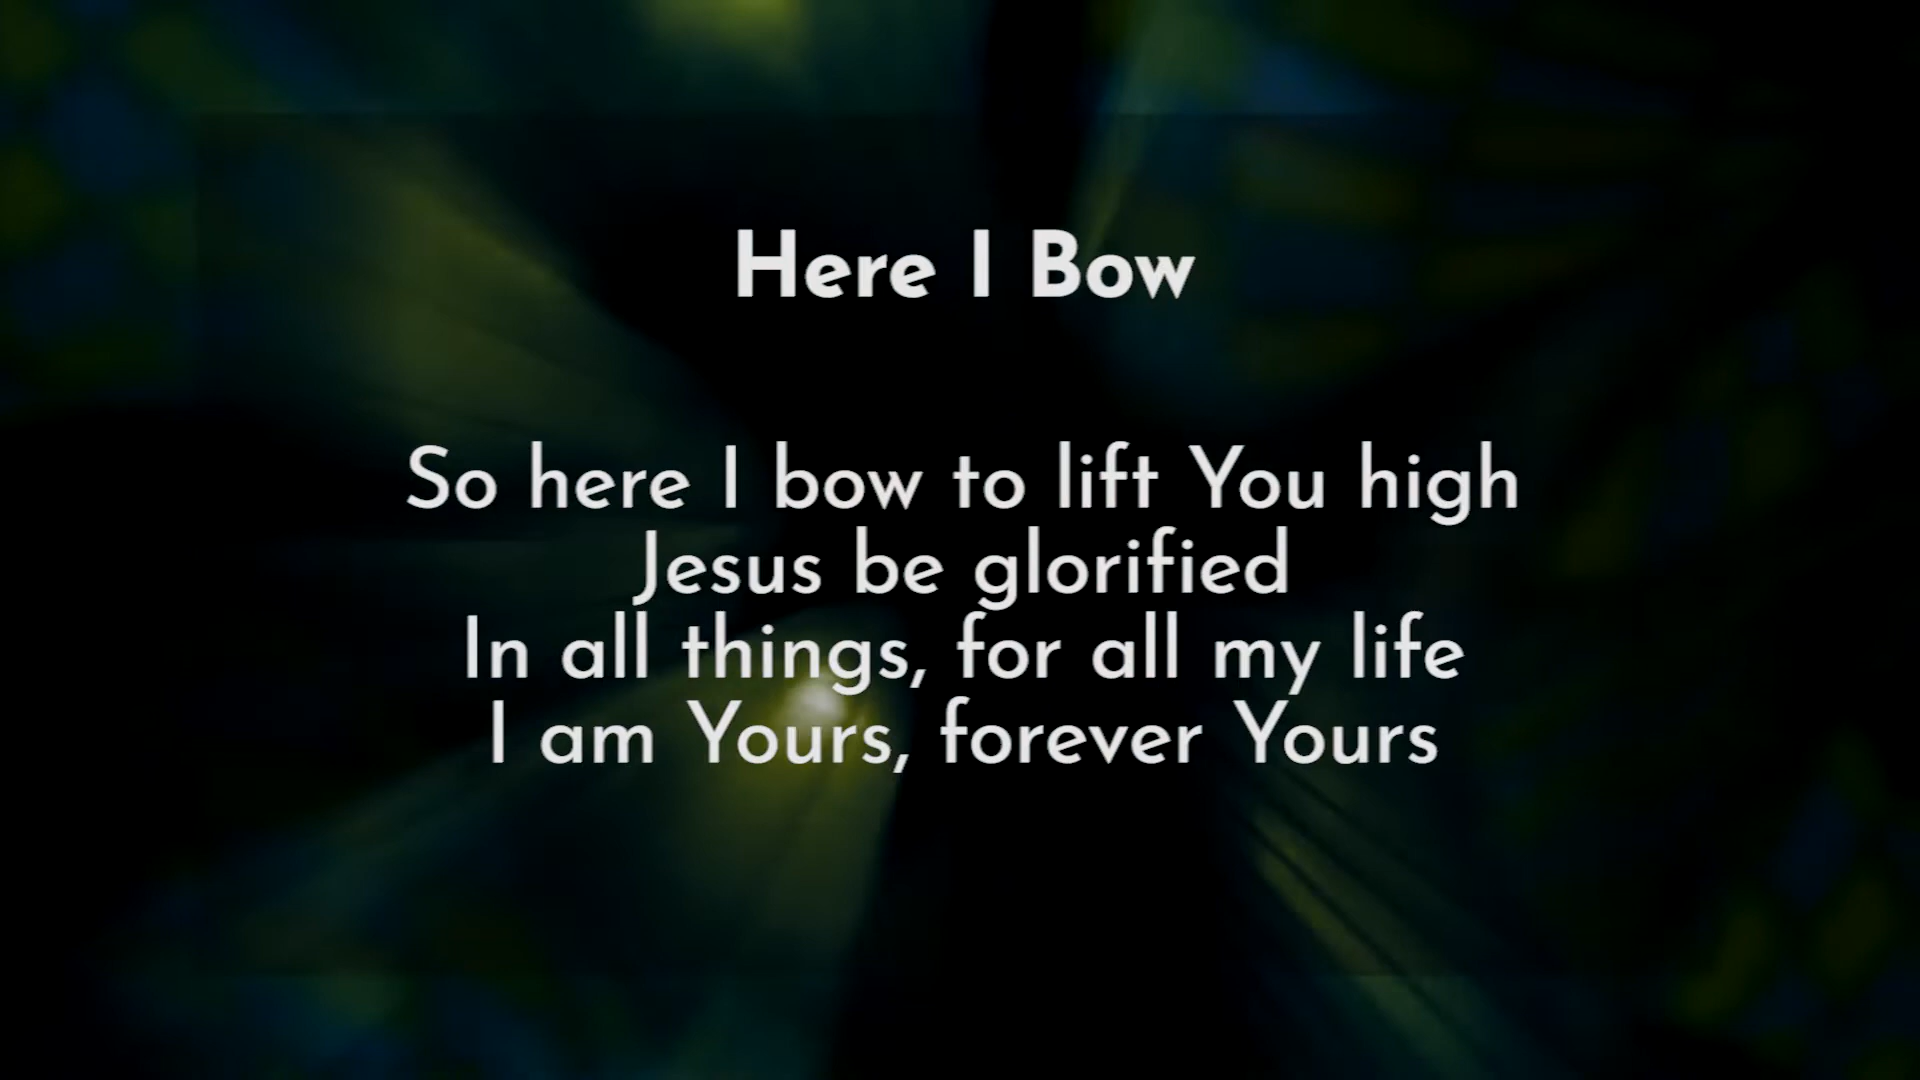 Here I Bow
So here I bow to lift You high
Jesus be glorified
In all things, for all my life
I am Yours, forever Yours